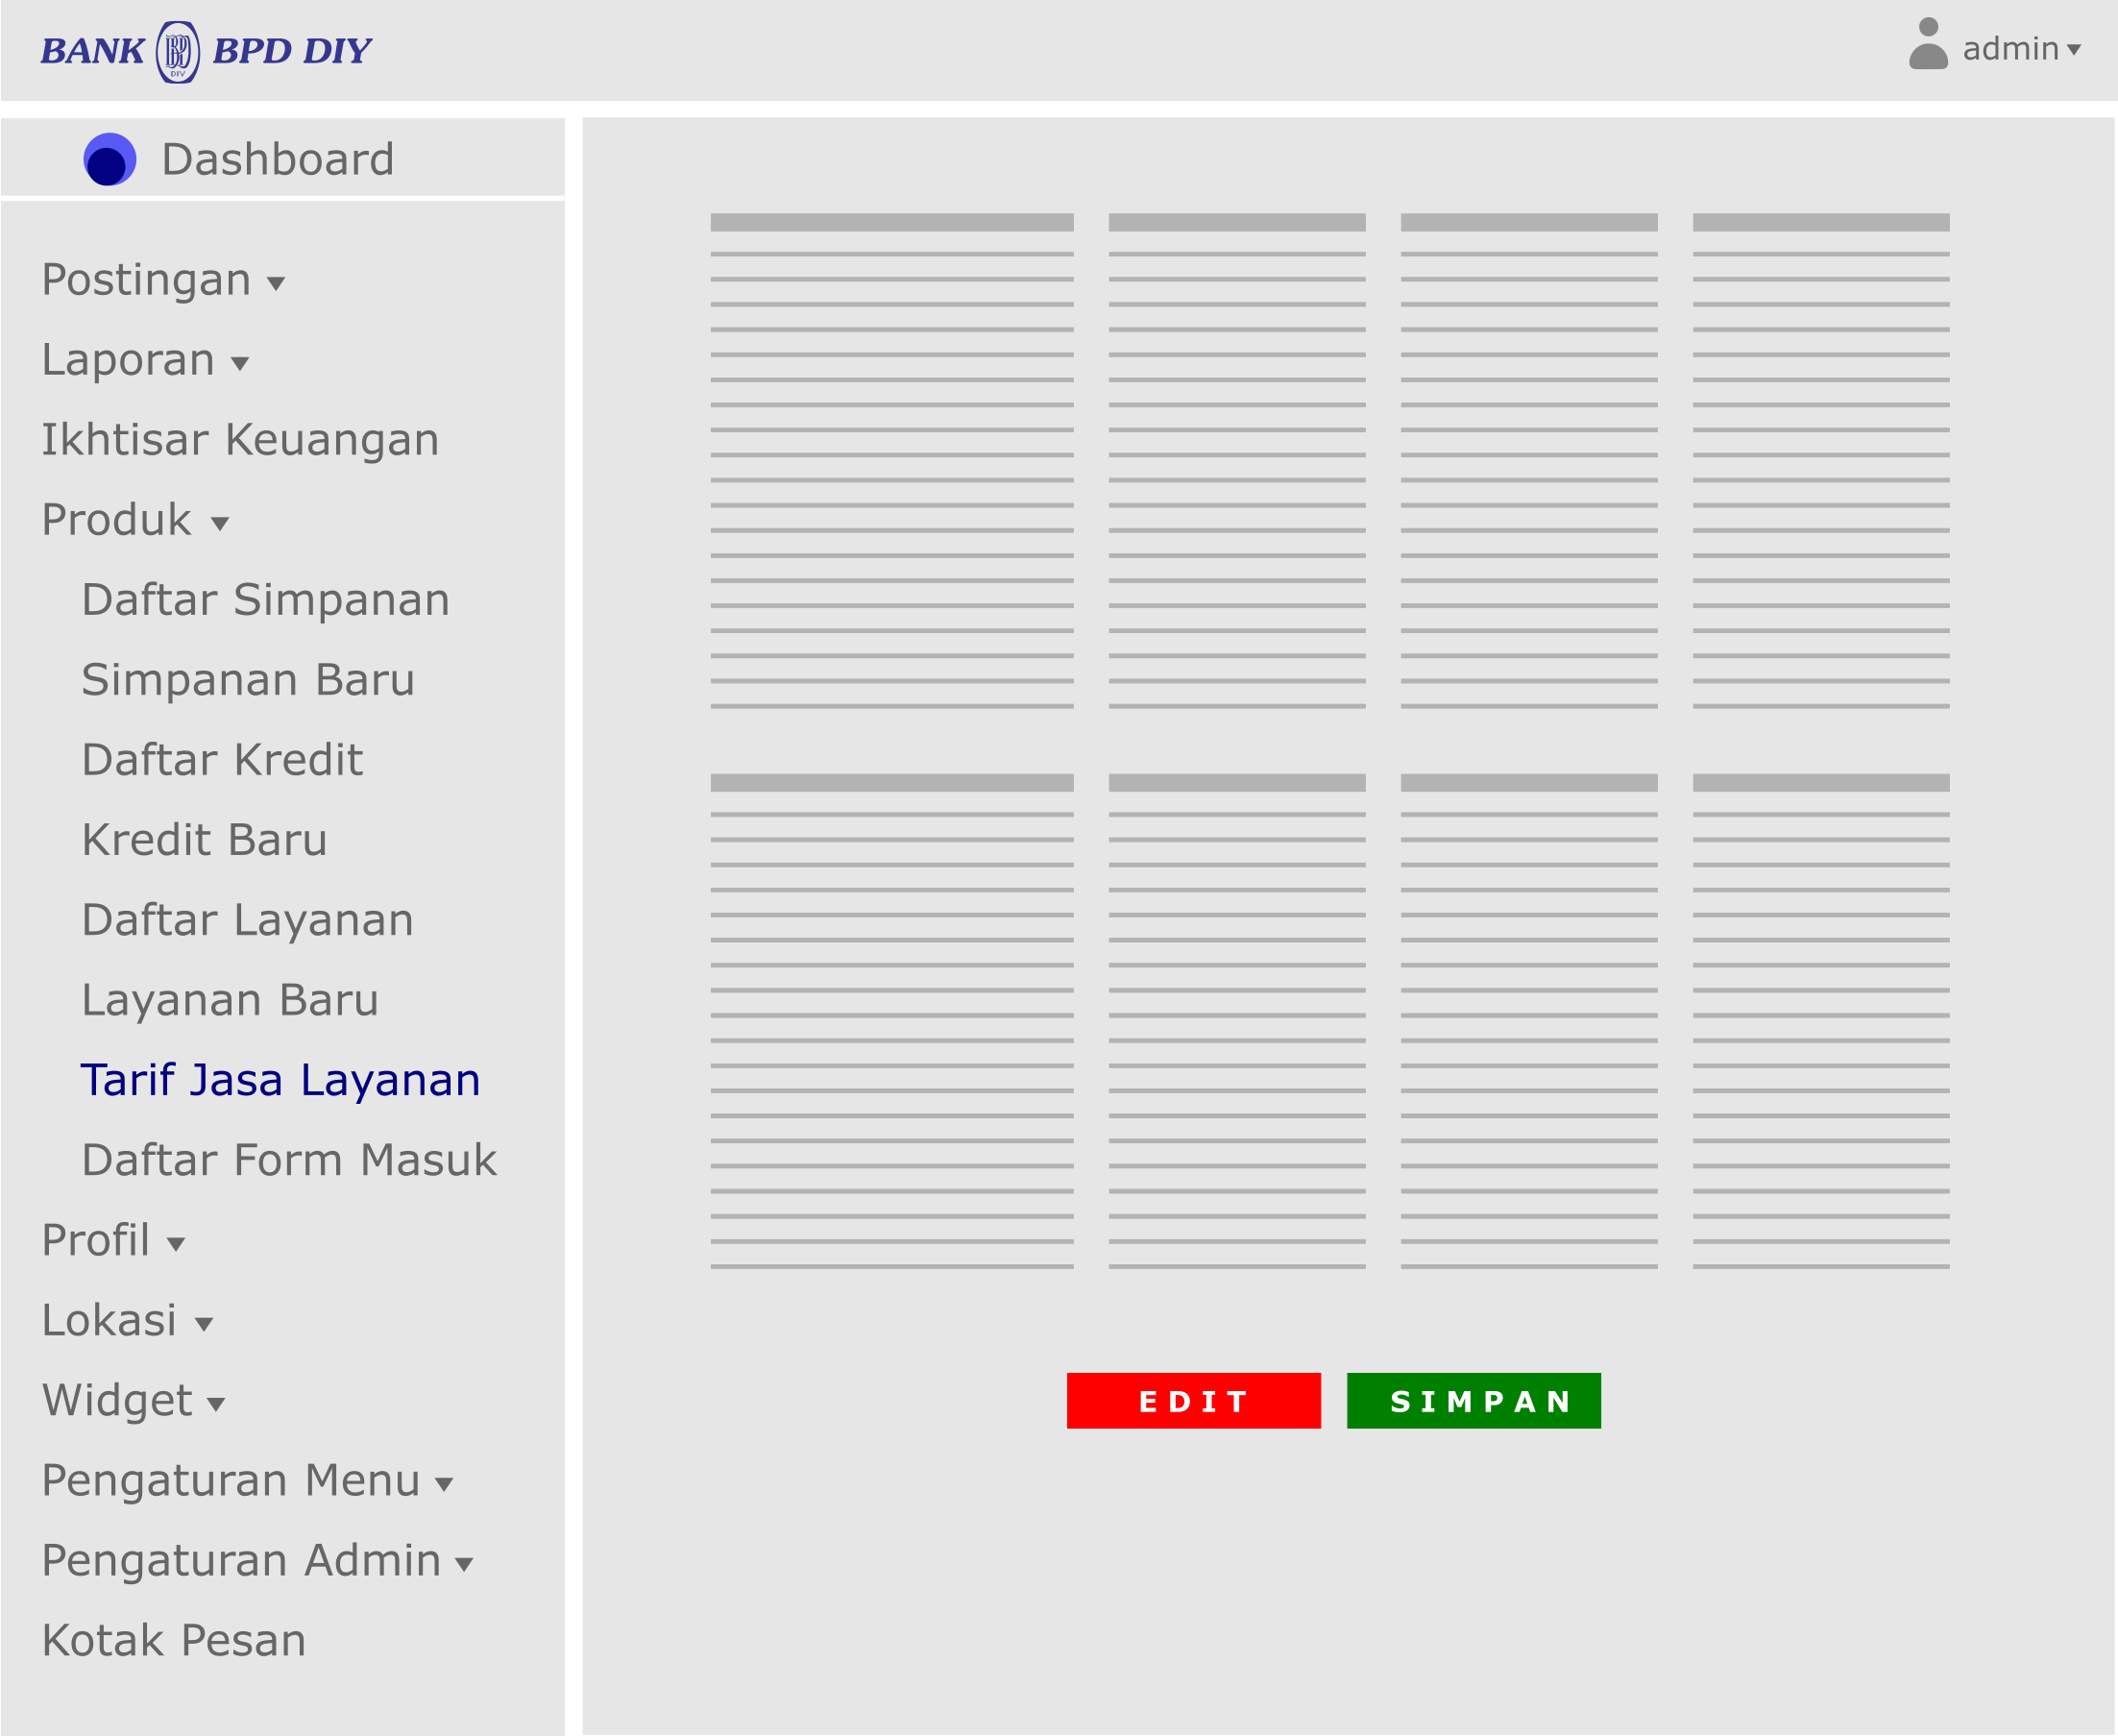 BANK BPD DIY
admin
Dashboard
Postingan
Laporan
Ikhtisar Keuangan
Produk
Daftar Simpanan
Simpanan Baru
Daftar Kredit
Kredit Baru
Daftar Layanan
Layanan Baru
Tarif Jasa Layanan
Daftar Form Masuk
Profil
Lokasi
Widget
Pengaturan Menu
Pengaturan Admin
Kotak Pesan
EDIT
SIMPAN